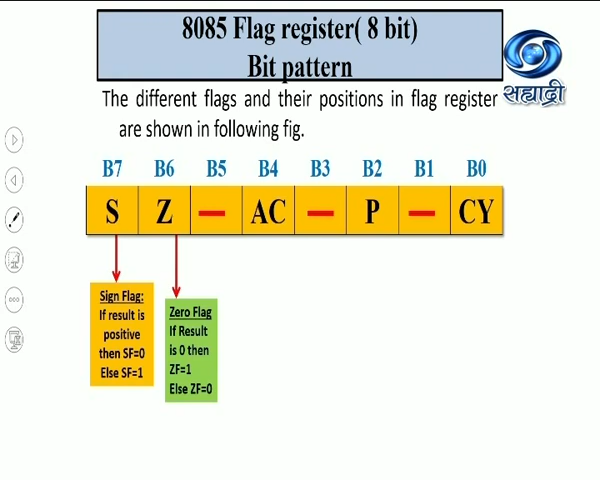 8085 Flag register( 8 bit)
Bit pattern
सह्याद्री
The different flags and their positions in flag register
are shown in following fig.
B7 B6 B5 B4 B3 B2 B1 B0
S Z — AC — P — CY
Sign Flag:
If result is
positive
then SF=0
Else SF=1
Zero Flag
If Result
is 0 then
ZF=1
Else ZF=0